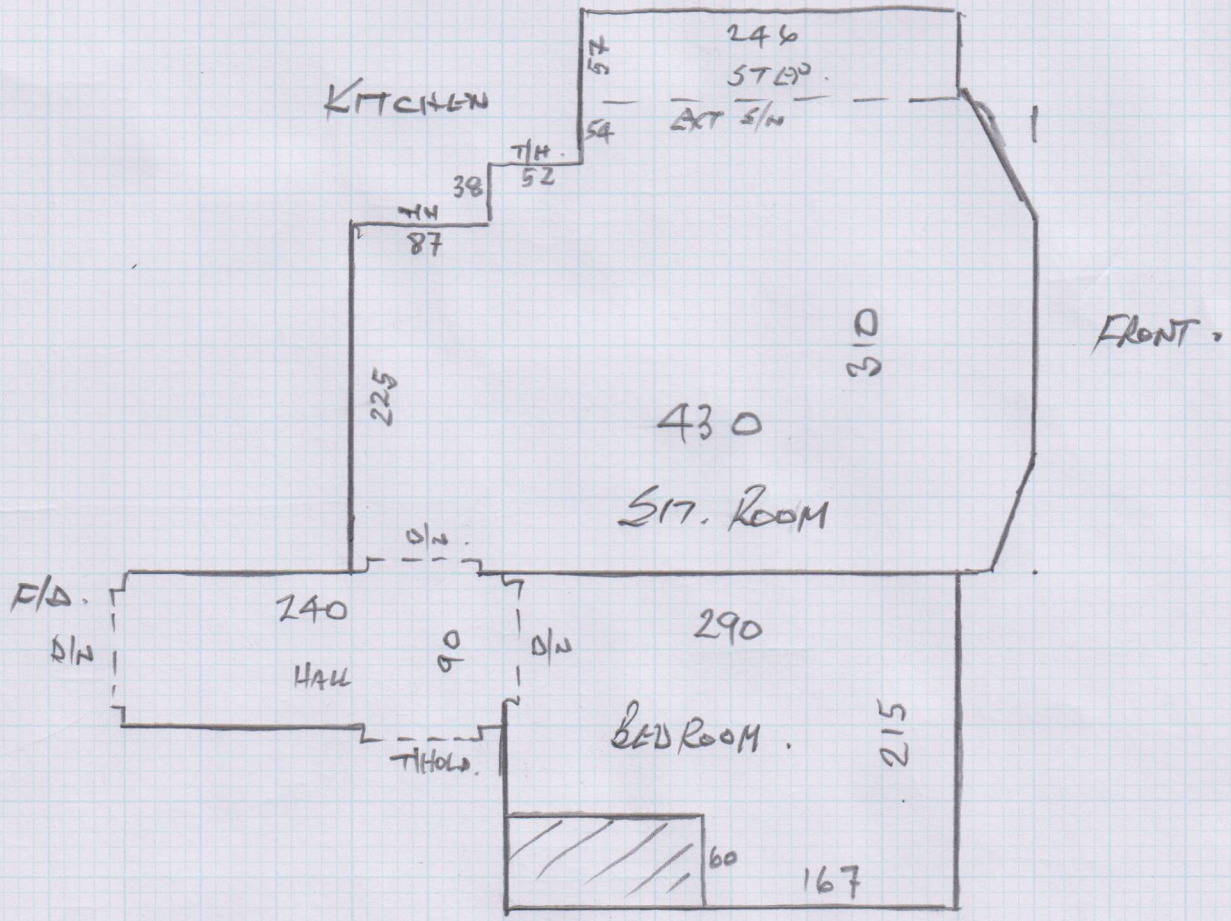 246
57
STEP.
KITCHEN
54
EXT S/N
T/H.
52
38
T/H
87
310
FRONT.
225
430
SIT. ROOM
D/N.
F/D.
240
290
D/N
90
D/N
HALL
BEDROOM.
215
T/HOLD.
60
167